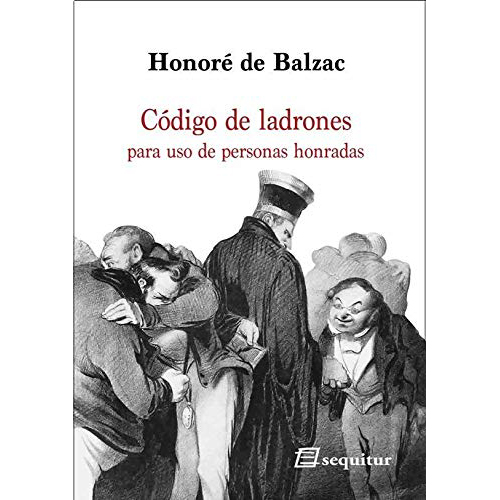 Honoré de Balzac
Código de ladrones
para uso de personas honradas
sequitur